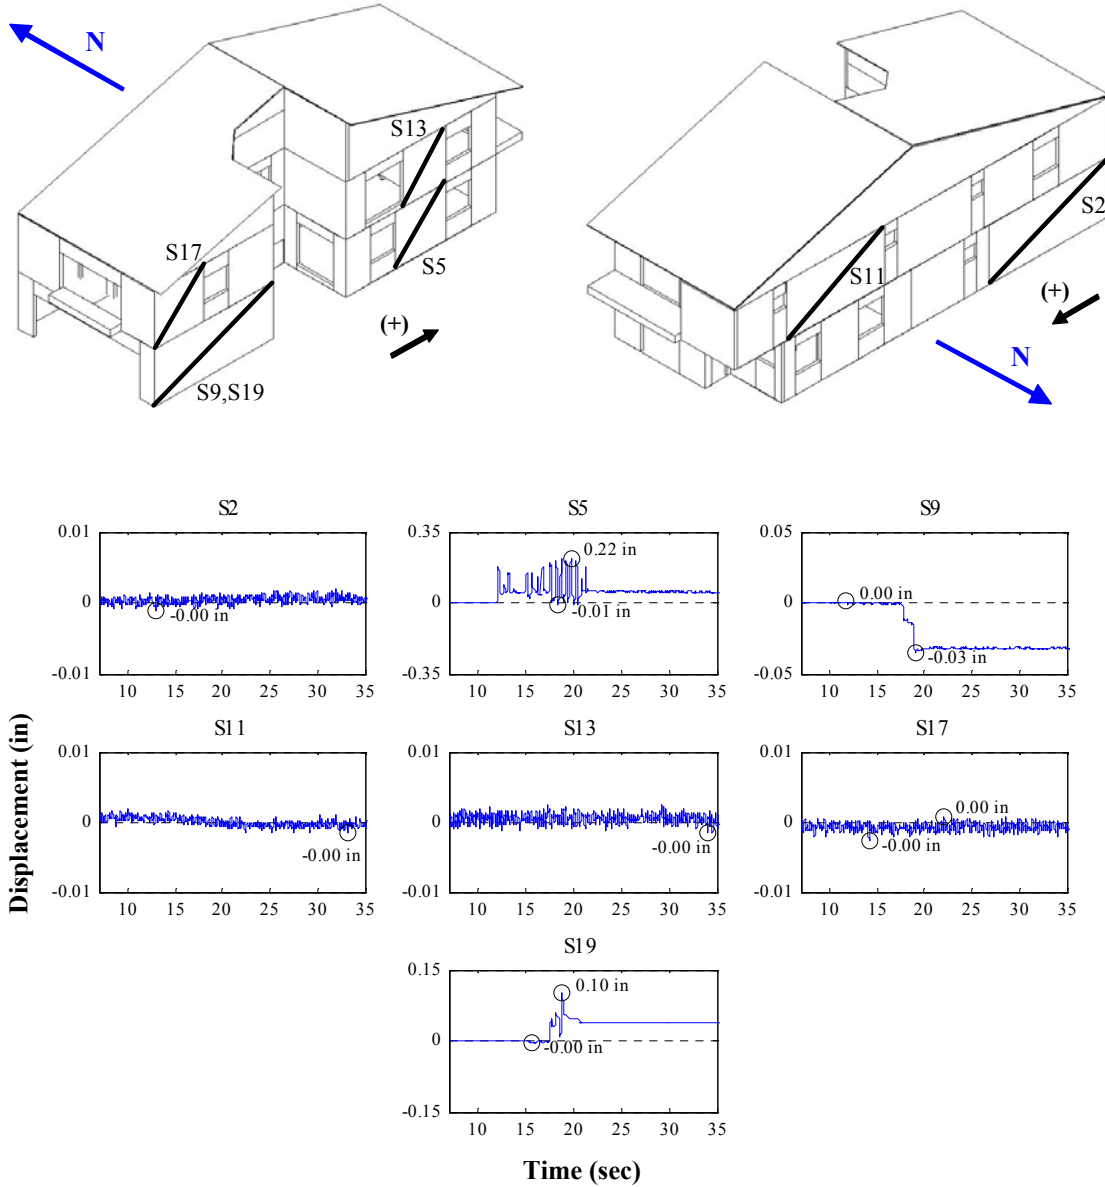 N
S13
S17
S5
(+)
S9,S19
S2
S11
(+)
N
S2
0.01
0
-0.01
-0.00 in
10 15 20 25 30 35
S5
0.35
0
-0.35
0.22 in
-0.01 in
10 15 20 25 30 35
S9
0.05
0
-0.05
0.00 in
-0.03 in
10 15 20 25 30 35
Displacement (in)
S11
0.01
0
-0.01
-0.00 in
10 15 20 25 30 35
S13
0.01
0
-0.01
-0.00 in
10 15 20 25 30 35
S17
0.01
0
-0.01
0.00 in
-0.00 in
10 15 20 25 30 35
S19
0.15
0
-0.15
0.10 in
-0.00 in
10 15 20 25 30 35
Time (sec)